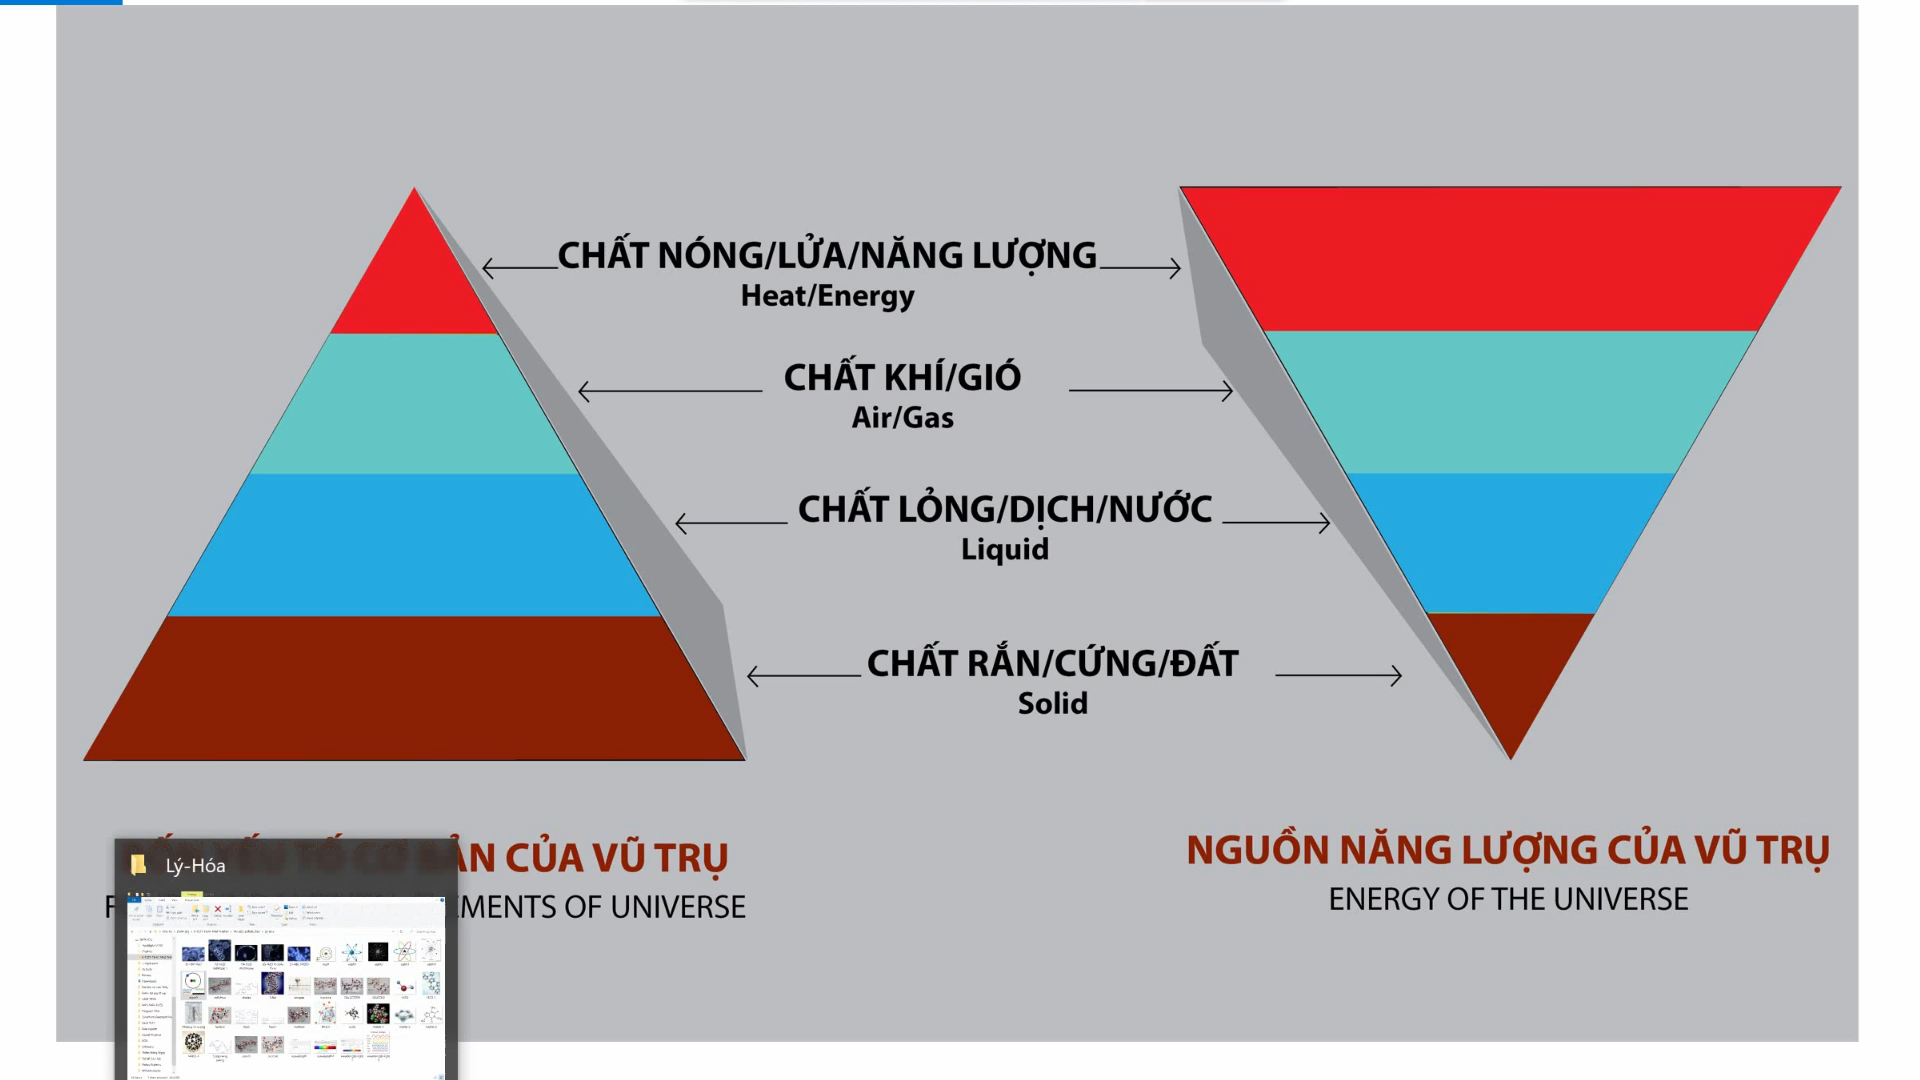 CHẤT NÓNG/LỬA/NĂNG LƯỢNG
Heat/Energy
CHẤT KHÍ/GIÓ
Air/Gas
CHẤT LỎNG/DỊCH/NƯỚC
Liquid
CHẤT RẮN/CỨNG/ĐẤT
Solid
CỦA VŨ TRỤ
OF UNIVERSE
NGUỒN NĂNG LƯỢNG CỦA VŨ TRỤ
ENERGY OF THE UNIVERSE
Lý-Hóa